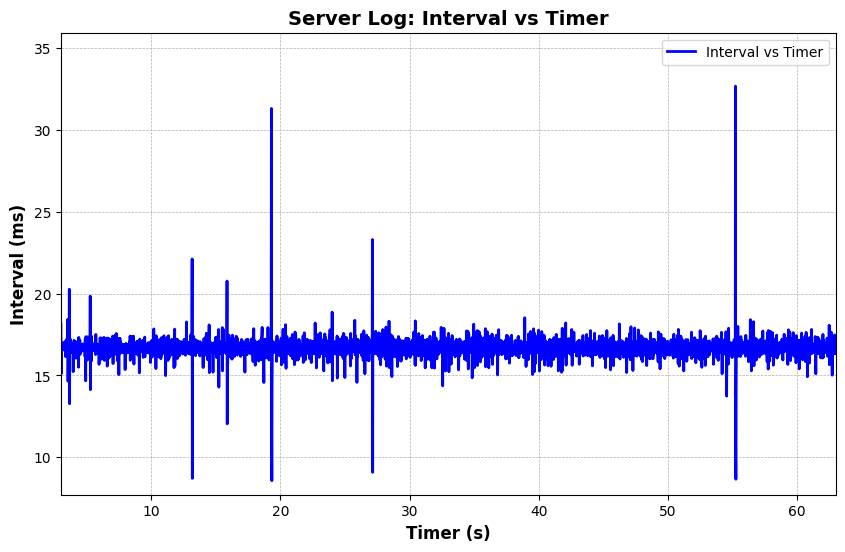 Server Log: Interval vs Timer
Interval vs Timer
35
30
25
20
15
10
Interval (ms)
10 20 30 40 50 60
Timer (s)